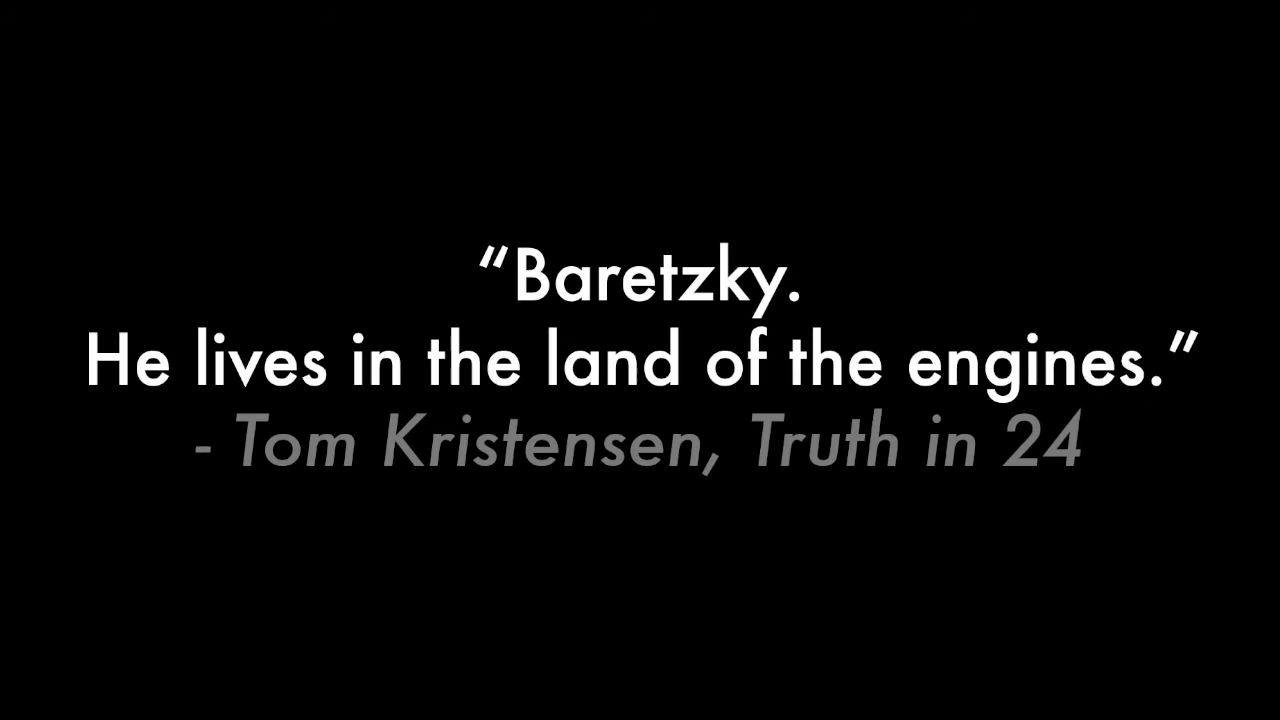 “Baretzky.
He lives in the land of the engines.”
- Tom Kristensen, Truth in 24